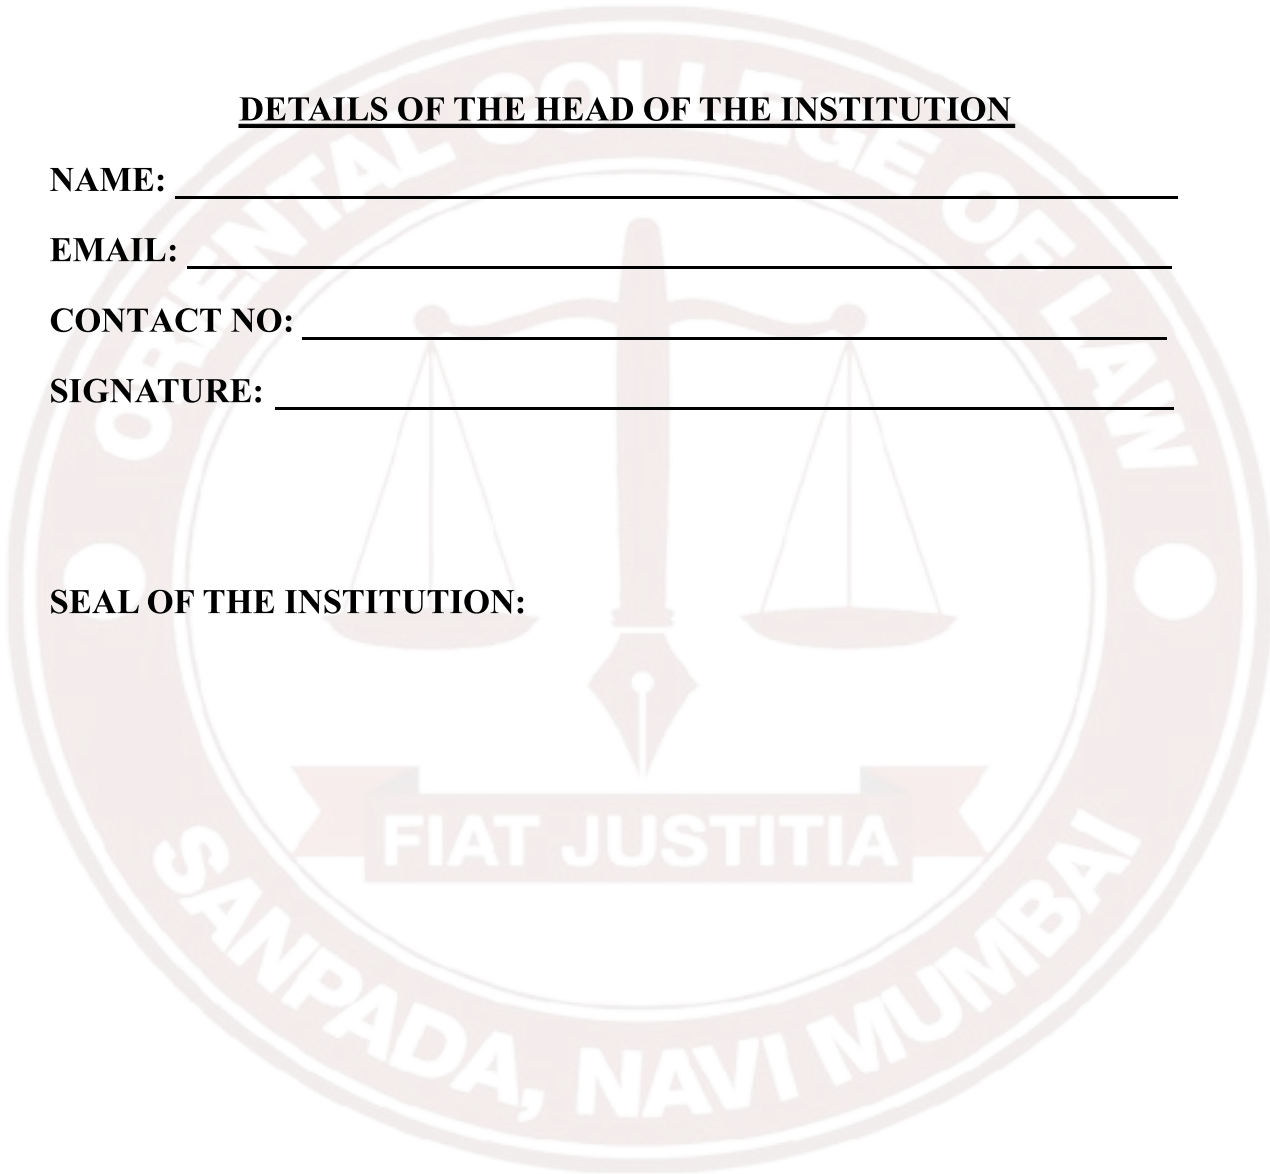 DETAILS OF THE HEAD OF THE INSTITUTION
NAME:
EMAIL:
CONTACT NO:
SIGNATURE:
SEAL OF THE INSTITUTION:
ORIENTAL COLLEGE OF LAW
FIAT JUSTITIA
SANPADA, NAVI MUMBAI